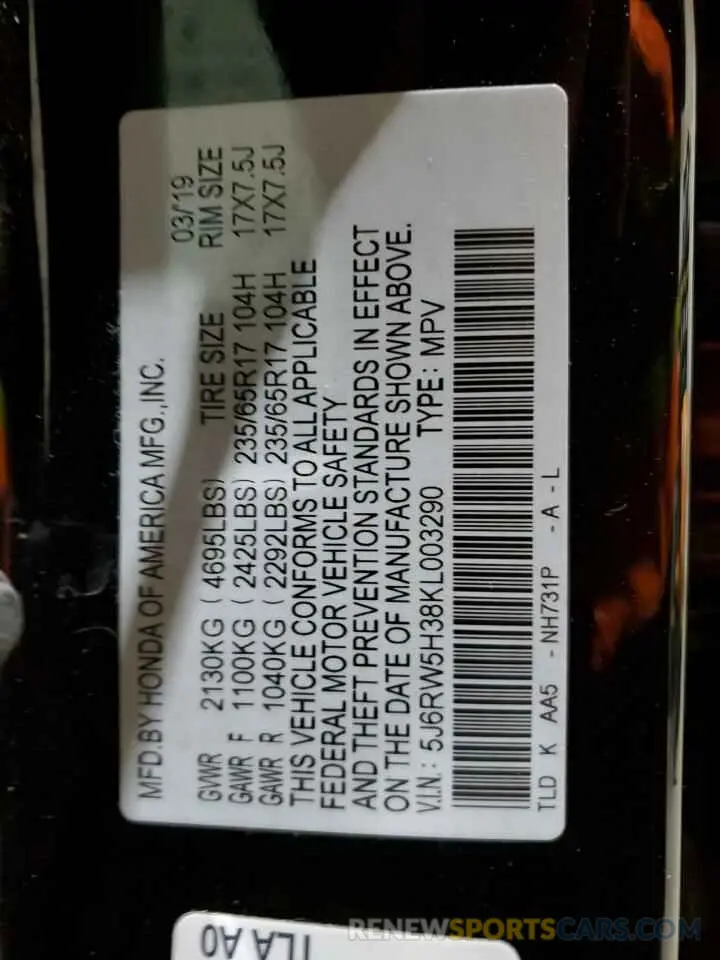 MFD.BY HONDA OF AMERICA MFG.,INC.
03/'19
GVWR 2130KG ( 4695LBS) TIRE SIZE RIM SIZE
GAWR F 1100KG ( 2425LBS) 235/65R17 104H 17X7.5J
GAWR R 1040KG ( 2292LBS) 235/65R17 104H 17X7.5J
THIS VEHICLE CONFORMS TO ALL APPLICABLE
FEDERAL MOTOR VEHICLE SAFETY
AND THEFT PREVENTION STANDARDS IN EFFECT
ON THE DATE OF MANUFACTURE SHOWN ABOVE.
V.I.N.: 5J6RW5H38KL003290 TYPE: MPV
TLD K AA5 - NH731P - A - L
TLA A0
RENEWSPORTSCARS.COM